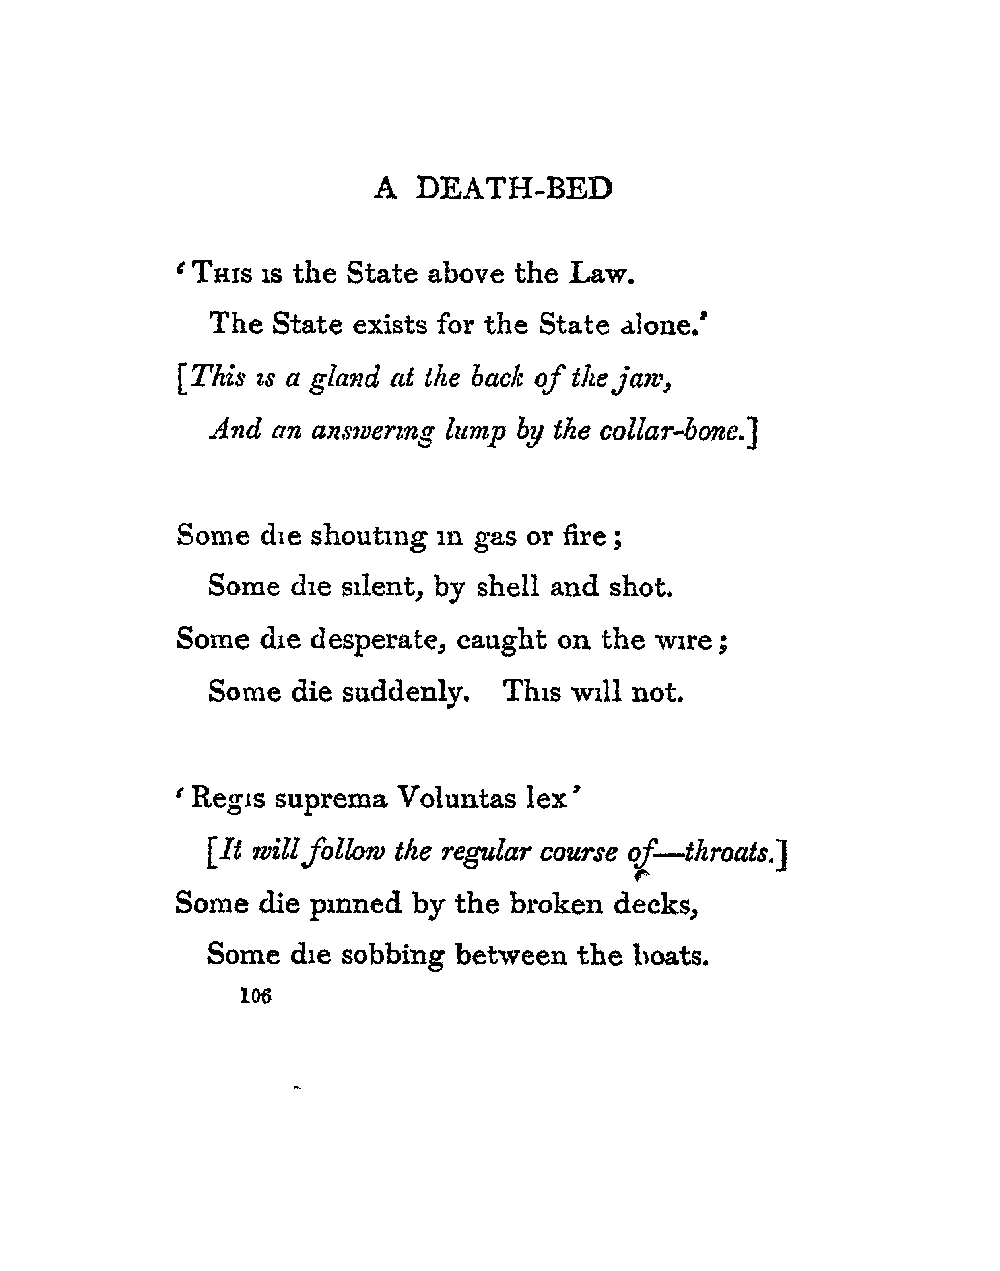 A DEATH-BED
‘THIS is the State above the Law.
The State exists for the State alone.’
[This is a gland at the back of the jaw,
And an answering lump by the collar-bone.]
Some die shouting in gas or fire;
Some die silent, by shell and shot.
Some die desperate, caught on the wire;
Some die suddenly. This will not.
‘Regis suprema Voluntas lex’
[It will follow the regular course of—throats.]
Some die pinned by the broken decks,
Some die sobbing between the boats.
106